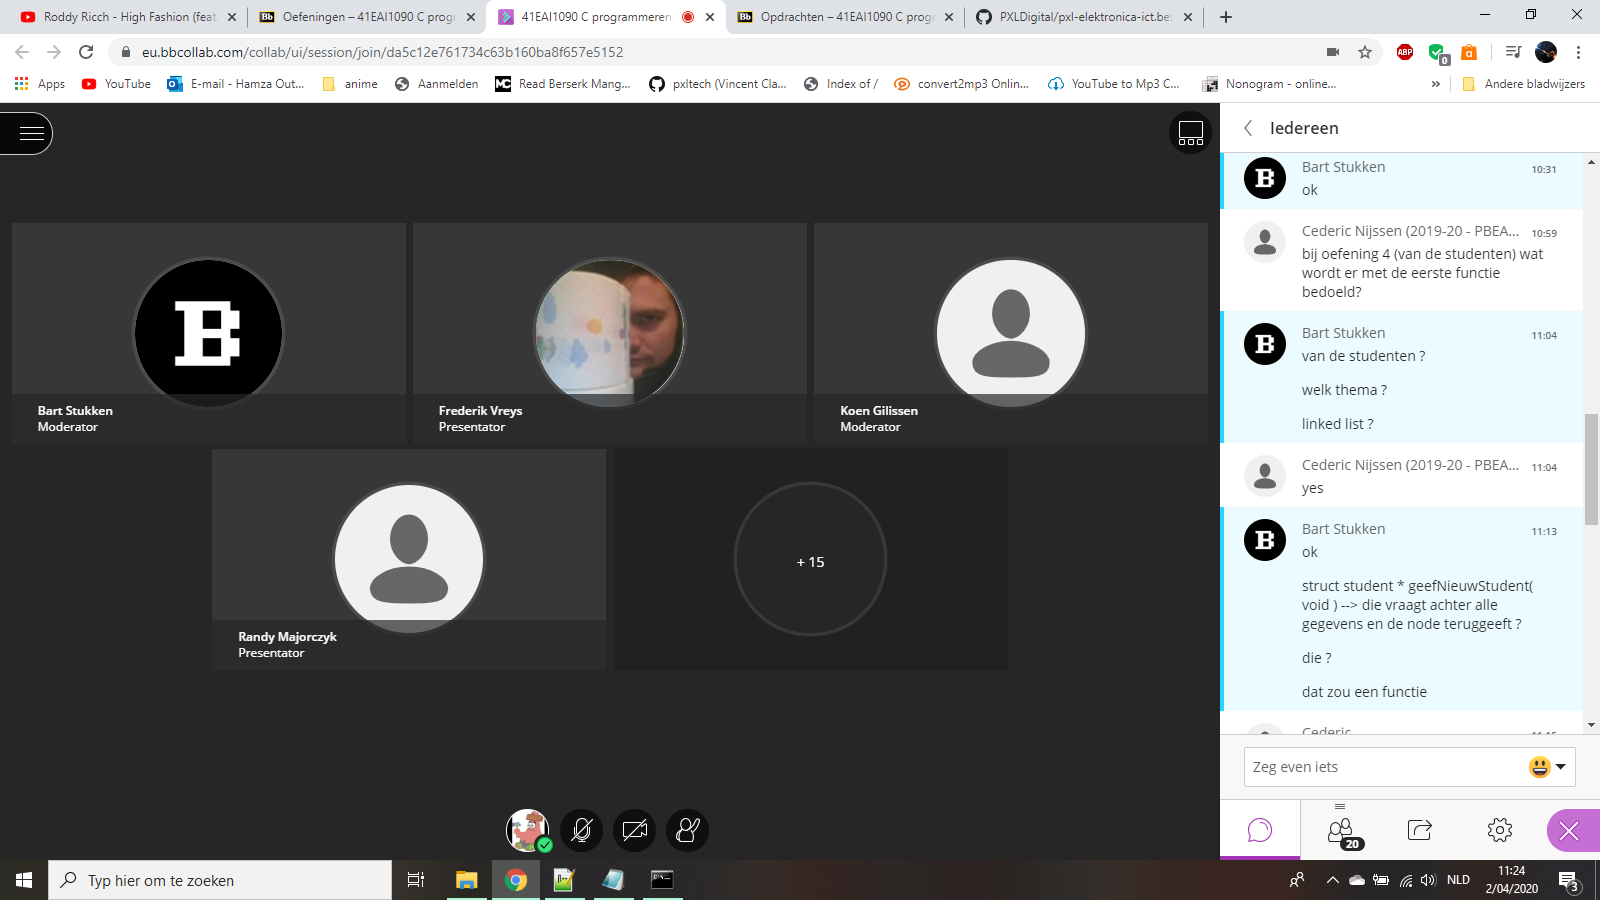 Roddy Ricch - High Fashion (feat.
Oefeningen – 41EAI1090 C progr
41EAI1090 C programmeren
Opdrachten – 41EAI1090 C progr
PXLDigital/pxl-elektronica-ict.be
eu.bbcollab.com/collab/ui/session/join/da5c12e761734c63b160ba8f657e5152
ABP
0
Apps
YouTube
E-mail - Hamza Out...
anime
Aanmelden
Read Berserk Mang...
pxltech (Vincent Cla...
Index of /
convert2mp3 Onlin...
YouTube to Mp3 C...
Nonogram - online...
»
Andere bladwijzers
Iedereen
Bart Stukken
10:31
ok
Cederic Nijssen (2019-20 - PBEA...
10:59
bij oefening 4 (van de studenten) wat
wordt er met de eerste functie
bedoeld?
Bart Stukken
11:04
van de studenten ?
welk thema ?
linked list ?
Cederic Nijssen (2019-20 - PBEA...
11:04
yes
Bart Stukken
11:13
ok
struct student * geefNieuwStudent(
void ) --> die vraagt achter alle
gegevens en de node teruggeeft ?
die ?
dat zou een functie
Cederic
11:15
Zeg even iets
20
B
Bart Stukken
Moderator
Frederik Vreys
Presentator
Koen Gilissen
Moderator
Randy Majorczyk
Presentator
+ 15
Typ hier om te zoeken
NLD
11:24
2/04/2020
3